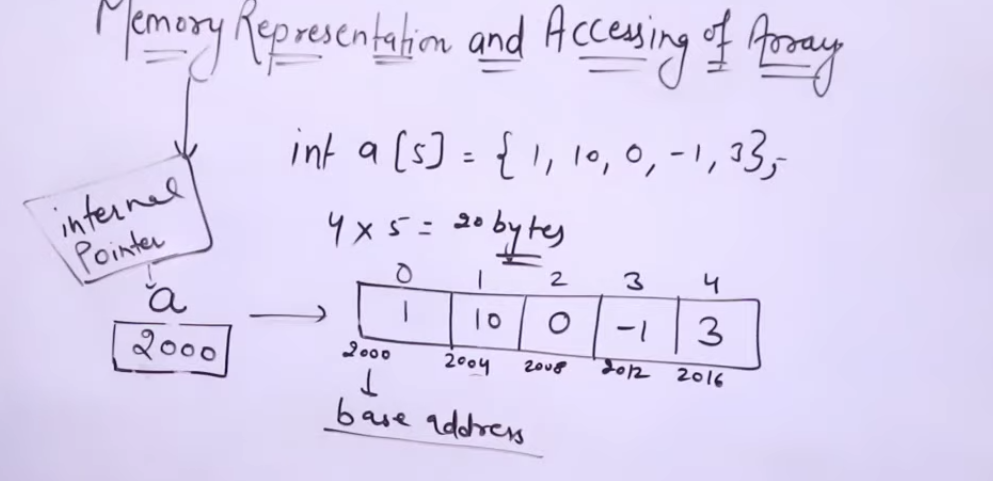 Memory Representation and Accessing of Array
int a[5] = {1, 10, 0, -1, 3};
internal
Pointer
4 x 5 = 20 bytes
0 1 2 3 4
a
1 10 0 -1 3
2000
2000 2004 2008 2012 2016
base address